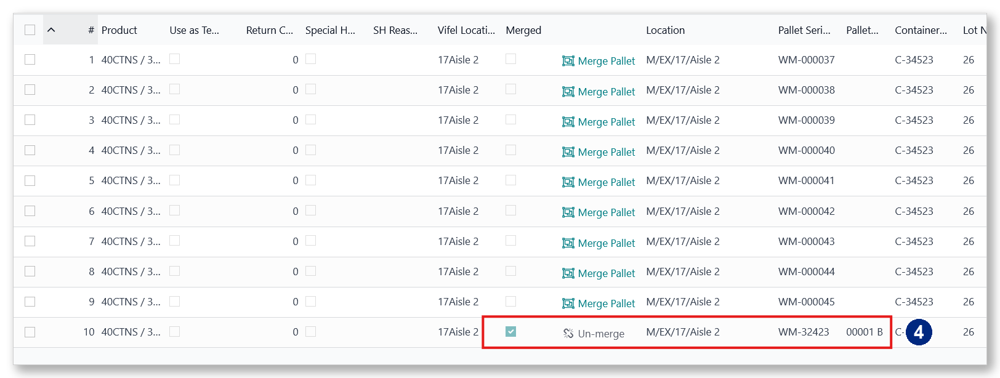 # Product Use as Te... Return C... Special H... SH Reas... Vifel Locati... Merged Location Pallet Seri... Pallet... Container... Lot N
1 40CTNS / 3... 0 17Aisle 2 Merge Pallet M/EX/17/Aisle 2 WM-000037 C-34523 26
2 40CTNS / 3... 0 17Aisle 2 Merge Pallet M/EX/17/Aisle 2 WM-000038 C-34523 26
3 40CTNS / 3... 0 17Aisle 2 Merge Pallet M/EX/17/Aisle 2 WM-000039 C-34523 26
4 40CTNS / 3... 0 17Aisle 2 Merge Pallet M/EX/17/Aisle 2 WM-000040 C-34523 26
5 40CTNS / 3... 0 17Aisle 2 Merge Pallet M/EX/17/Aisle 2 WM-000041 C-34523 26
6 40CTNS / 3... 0 17Aisle 2 Merge Pallet M/EX/17/Aisle 2 WM-000042 C-34523 26
7 40CTNS / 3... 0 17Aisle 2 Merge Pallet M/EX/17/Aisle 2 WM-000043 C-34523 26
8 40CTNS / 3... 0 17Aisle 2 Merge Pallet M/EX/17/Aisle 2 WM-000044 C-34523 26
9 40CTNS / 3... 0 17Aisle 2 Merge Pallet M/EX/17/Aisle 2 WM-000045 C-34523 26
10 40CTNS / 3... 0 17Aisle 2 Un-merge M/EX/17/Aisle 2 WM-32423 00001 B C- 4 26